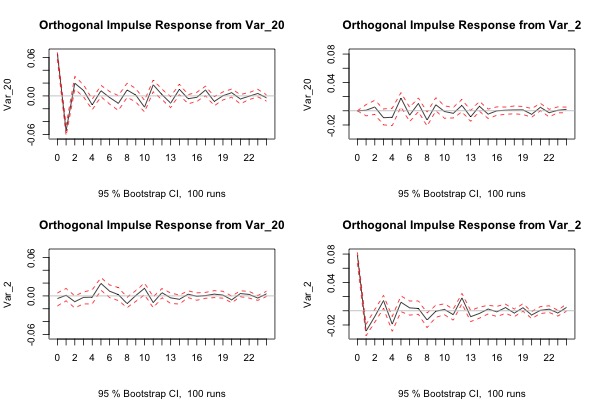 Orthogonal Impulse Response from Var_20
Var_20
0.06
0.00
-0.06
0 2 4 6 8 10 13 16 19 22
95 % Bootstrap CI, 100 runs
Orthogonal Impulse Response from Var_2
Var_20
0.08
0.04
-0.02
0 2 4 6 8 10 13 16 19 22
95 % Bootstrap CI, 100 runs
Orthogonal Impulse Response from Var_20
Var_2
0.06
0.00
-0.06
0 2 4 6 8 10 13 16 19 22
95 % Bootstrap CI, 100 runs
Orthogonal Impulse Response from Var_2
Var_2
0.08
0.04
-0.02
0 2 4 6 8 10 13 16 19 22
95 % Bootstrap CI, 100 runs